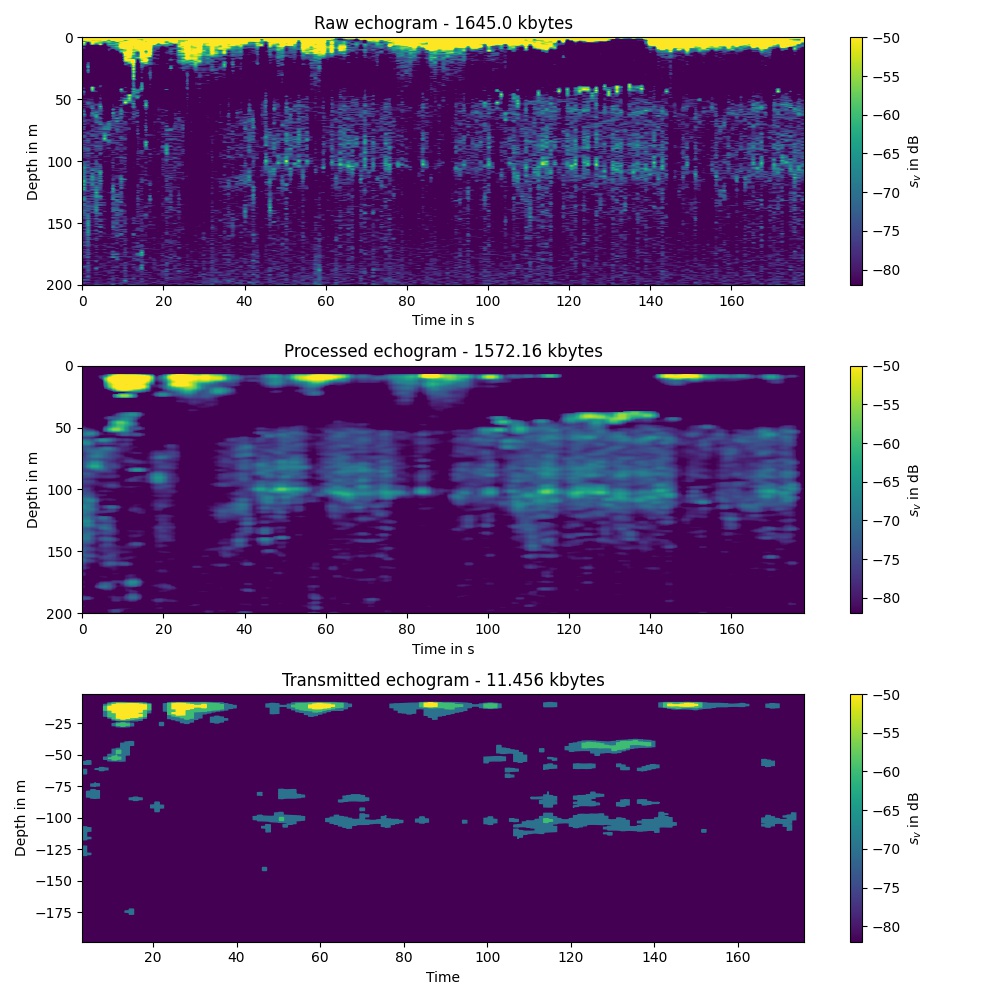 Raw echogram - 1645.0 kbytes
0
50
100
150
200
Depth in m
0 20 40 60 80 100 120 140 160
Time in s
−50
−55
−60
−65
−70
−75
−80
sv in dB
Processed echogram - 1572.16 kbytes
0
50
100
150
200
Depth in m
0 20 40 60 80 100 120 140 160
Time in s
−50
−55
−60
−65
−70
−75
−80
sv in dB
Transmitted echogram - 11.456 kbytes
−25
−50
−75
−100
−125
−150
−175
Depth in m
20 40 60 80 100 120 140 160
Time
−50
−55
−60
−65
−70
−75
−80
sv in dB